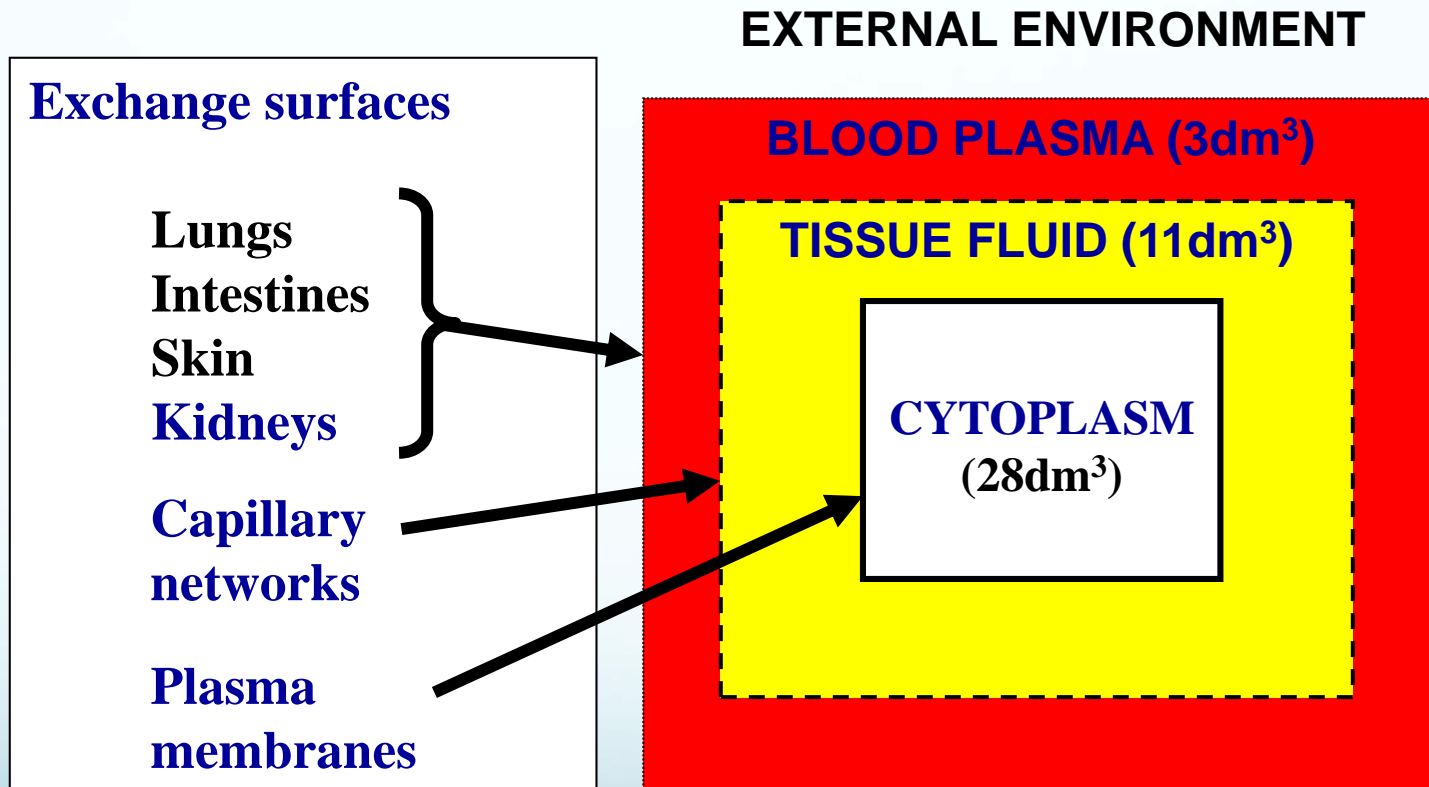 EXTERNAL ENVIRONMENT
Exchange surfaces
Lungs
Intestines
Skin
Kidneys
Capillary
networks
Plasma
membranes
BLOOD PLASMA (3dm³)
TISSUE FLUID (11dm³)
CYTOPLASM
(28dm³)